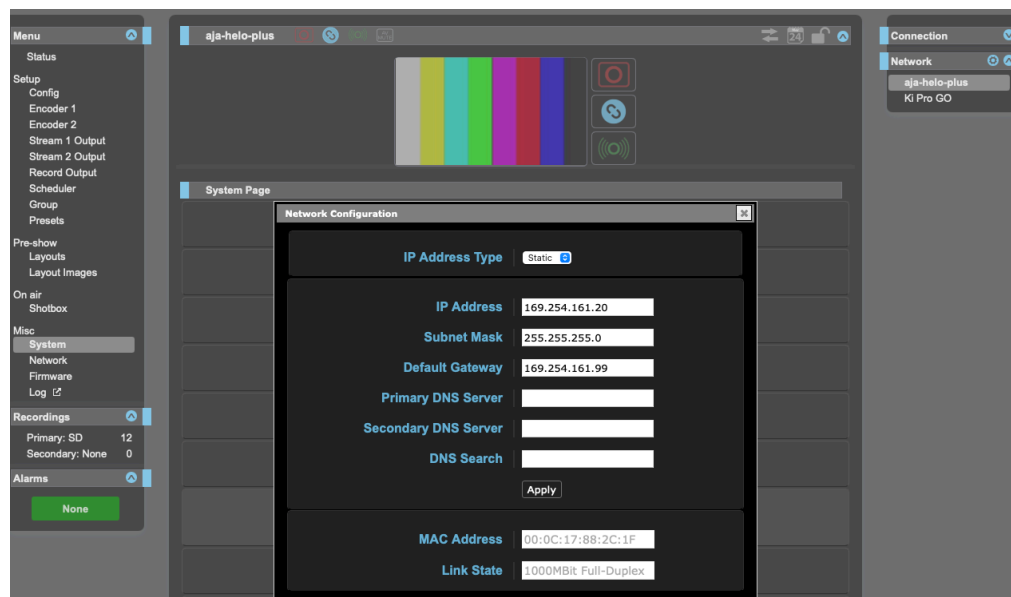 Menu
Status
Setup
Config
Encoder 1
Encoder 2
Stream 1 Output
Stream 2 Output
Record Output
Scheduler
Group
Presets
Pre-show
Layouts
Layout Images
On air
Shotbox
Misc
System
Network
Firmware
Log
Recordings
Primary: SD 12
Secondary: None 0
Alarms
None
aja-helo-plus
24
System Page
Network Configuration
IP Address Type Static
IP Address 169.254.161.20
Subnet Mask 255.255.255.0
Default Gateway 169.254.161.99
Primary DNS Server
Secondary DNS Server
DNS Search
Apply
MAC Address 00:0C:17:88:2C:1F
Link State 1000MBit Full-Duplex
Connection
Network
aja-helo-plus
Ki Pro GO